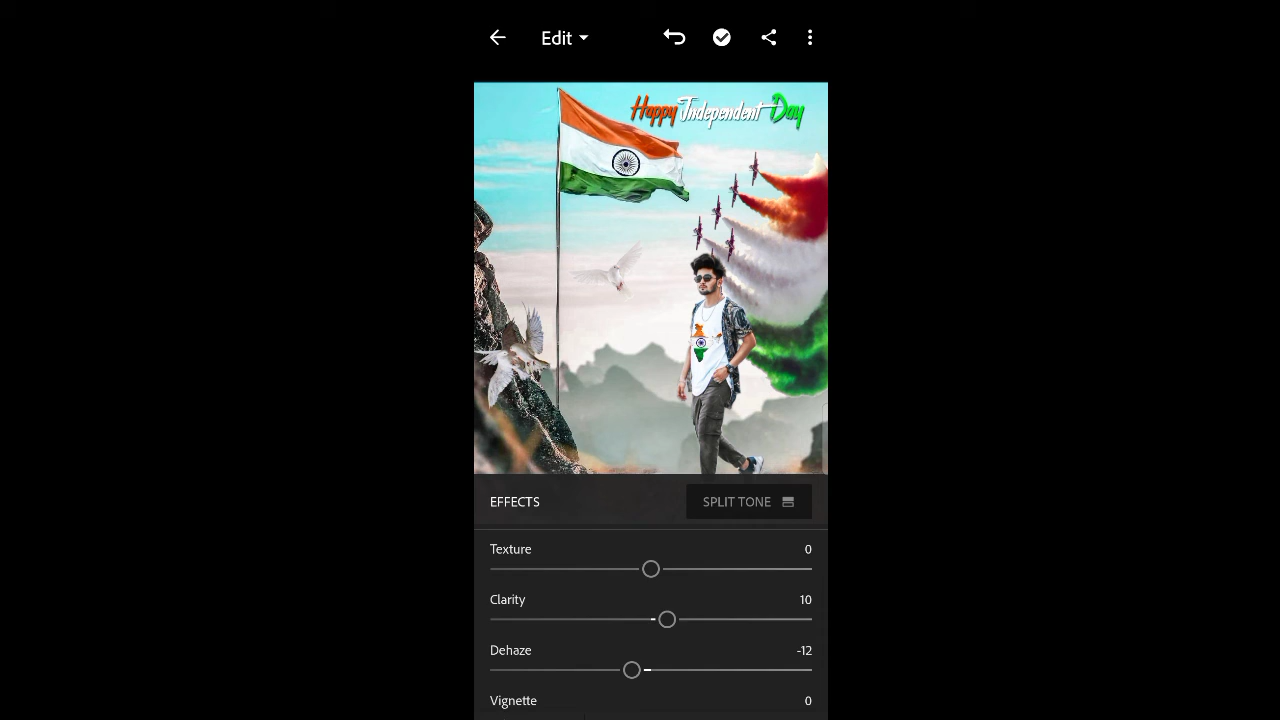 Edit
Happy Independent Day
EFFECTS
SPLIT TONE
Texture 0
Clarity 10
Dehaze -12
Vignette 0